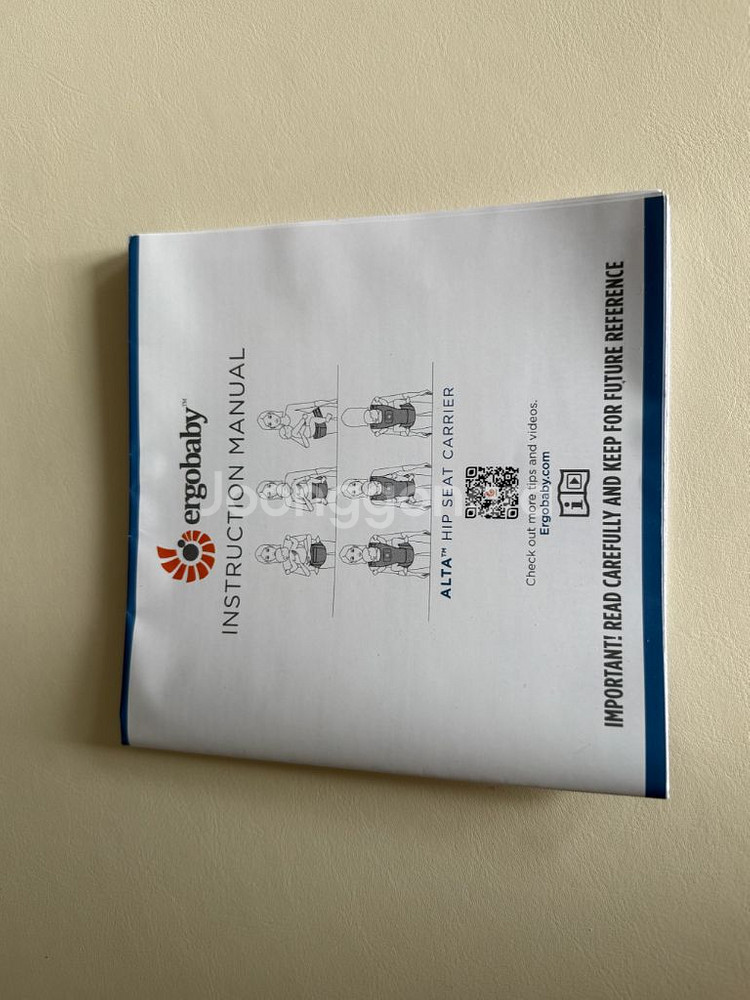 ergobaby™
INSTRUCTION MANUAL
ALTA™ HIP SEAT CARRIER
Check out more tips and videos.
Ergobaby.com
IMPORTANT! READ CAREFULLY AND KEEP FOR FUTURE REFERENCE